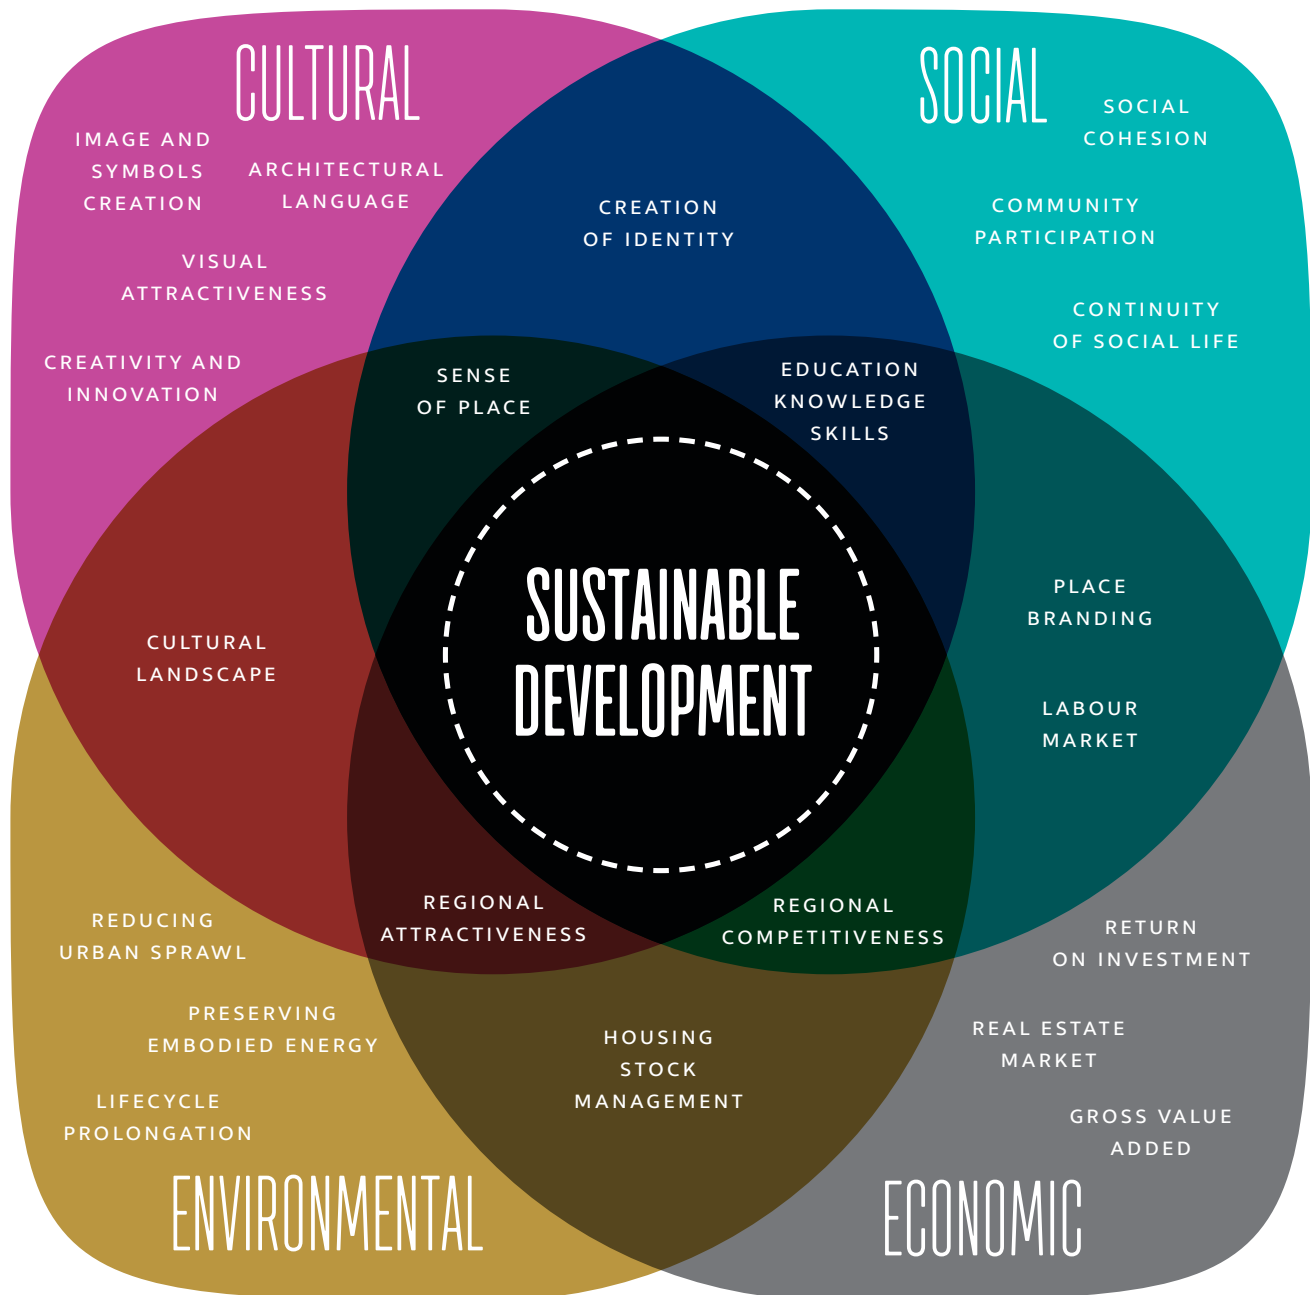 CULTURAL
IMAGE AND
SYMBOLS
CREATION
ARCHITECTURAL
LANGUAGE
VISUAL
ATTRACTIVENESS
CREATIVITY AND
INNOVATION
CREATION
OF IDENTITY
SOCIAL
SOCIAL
COHESION
COMMUNITY
PARTICIPATION
CONTINUITY
OF SOCIAL LIFE
SENSE
OF PLACE
EDUCATION
KNOWLEDGE
SKILLS
CULTURAL
LANDSCAPE
SUSTAINABLE
DEVELOPMENT
PLACE
BRANDING
LABOUR
MARKET
REGIONAL
ATTRACTIVENESS
REGIONAL
COMPETITIVENESS
REDUCING
URBAN SPRAWL
PRESERVING
EMBODIED ENERGY
LIFECYCLE
PROLONGATION
ENVIRONMENTAL
HOUSING
STOCK
MANAGEMENT
RETURN
ON INVESTMENT
REAL ESTATE
MARKET
GROSS VALUE
ADDED
ECONOMIC